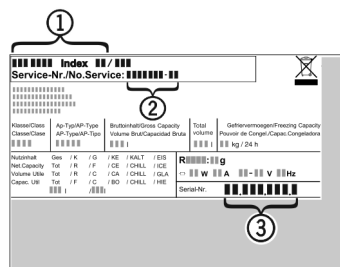 1
Index /
Service-Nr./No.Service: -
2
Klasse/Class Ap-Typ/AP-Type Bruttoinhalt/Gross Capacity Total Gefriervermoegen/Freezing Capacity
Classe/Clase AP-Type/AP-Tipo Volume Brut/Capacidad Bruta volume Pouvoir de Congel./Capac.Congeladora
l l kg / 24 h
Nutzinhalt Ges / K / G / KE / KALT / EIS
Net.Capacity Tot / R / F / CE / CHILL / ICE
Volume Utile Tot / R / C / CA / CHILL / GLA
Capac. Util Tot / F / C / BO / CHILL / HIE
l / l
R : g
W A - V Hz
Serial-Nr. . . .
3